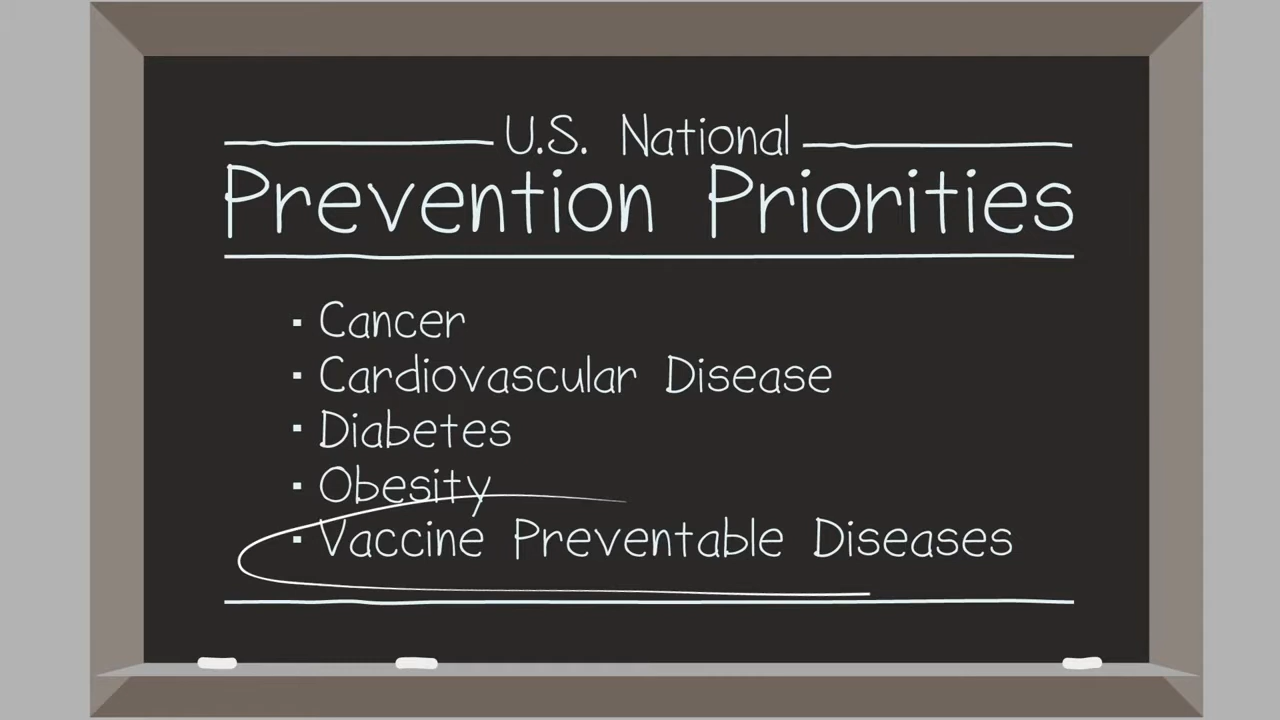 U.S. National
Prevention Priorities
▪ Cancer
▪ Cardiovascular Disease
▪ Diabetes
▪ Obesity
▪ Vaccine Preventable Diseases